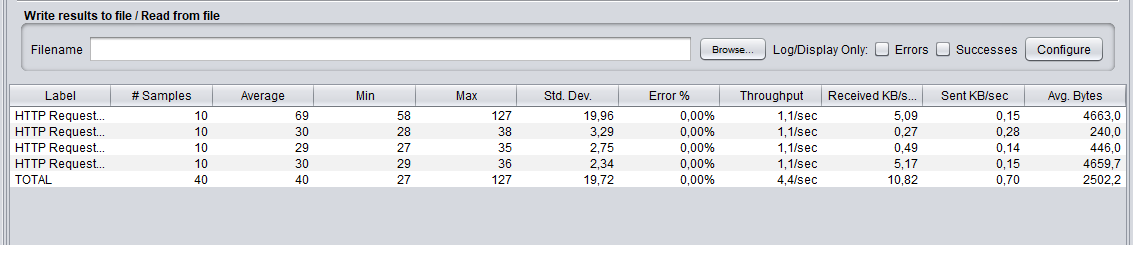 Write results to file / Read from file
Filename Browse... Log/Display Only: Errors Successes Configure
Label # Samples Average Min Max Std. Dev. Error % Throughput Received KB/s... Sent KB/sec Avg. Bytes
HTTP Request... 10 69 58 127 19,96 0,00% 1,1/sec 5,09 0,15 4663,0
HTTP Request... 10 30 28 38 3,29 0,00% 1,1/sec 0,27 0,28 240,0
HTTP Request... 10 29 27 35 2,75 0,00% 1,1/sec 0,49 0,14 446,0
HTTP Request... 10 30 29 36 2,34 0,00% 1,1/sec 5,17 0,15 4659,7
TOTAL 40 40 27 127 19,72 0,00% 4,4/sec 10,82 0,70 2502,2